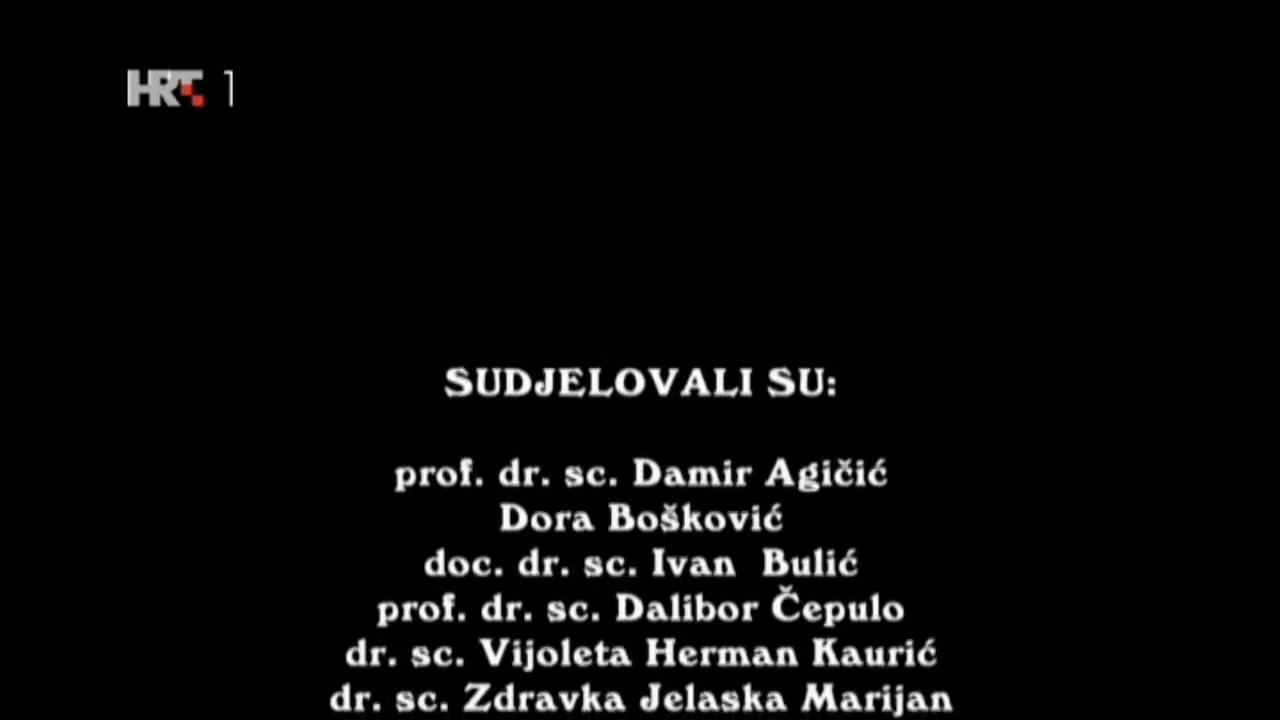 HRT 1
SUDJELOVALI SU:
prof. dr. sc. Damir Agičić
Dora Bošković
doc. dr. sc. Ivan Bulić
prof. dr. sc. Dalibor Čepulo
dr. sc. Vijoleta Herman Kaurić
dr. sc. Zdravka Jelaska Marijan